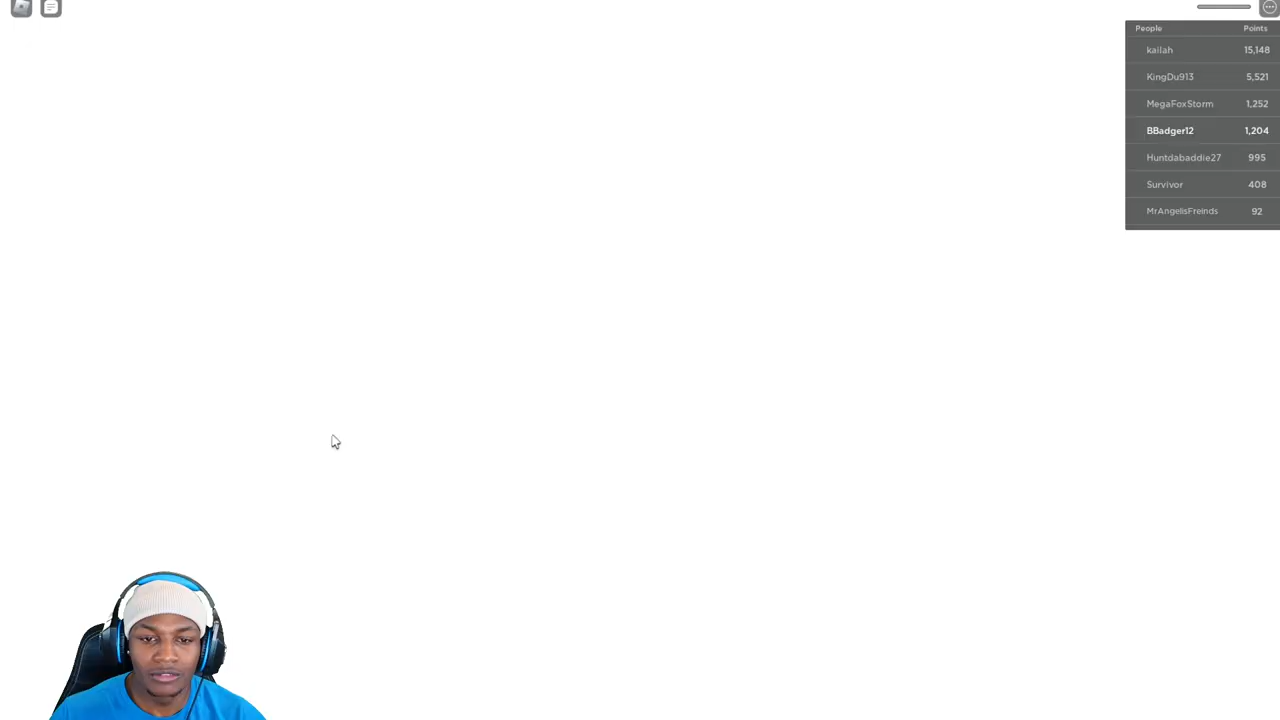 People Points
kailah 15,148
KingDu913 5,521
MegaFoxStorm 1,252
BBadger12 1,204
Huntdabaddie27 995
Survivor 408
MrAngelisFreinds 92